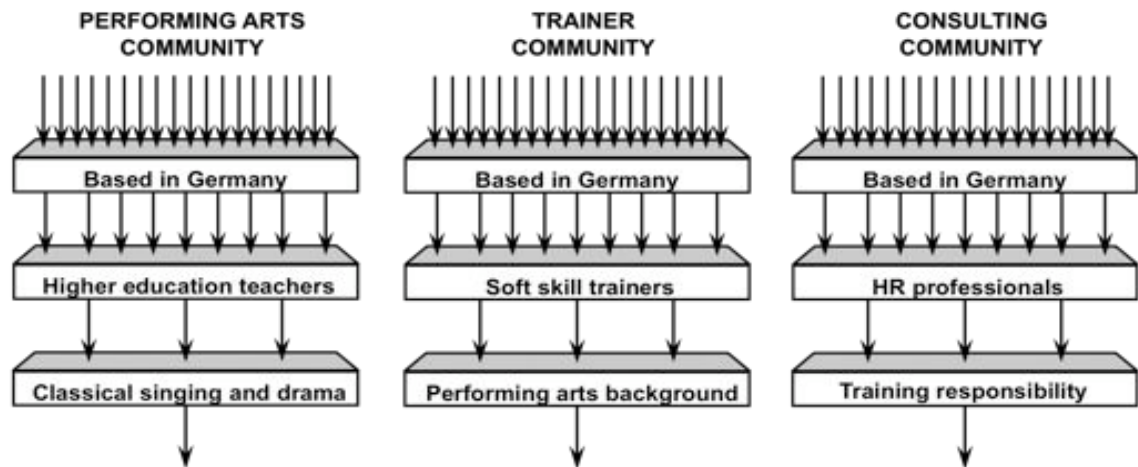 PERFORMING ARTS
COMMUNITY
Based in Germany
Higher education teachers
Classical singing and drama
TRAINER
COMMUNITY
Based in Germany
Soft skill trainers
Performing arts background
CONSULTING
COMMUNITY
Based in Germany
HR professionals
Training responsibility